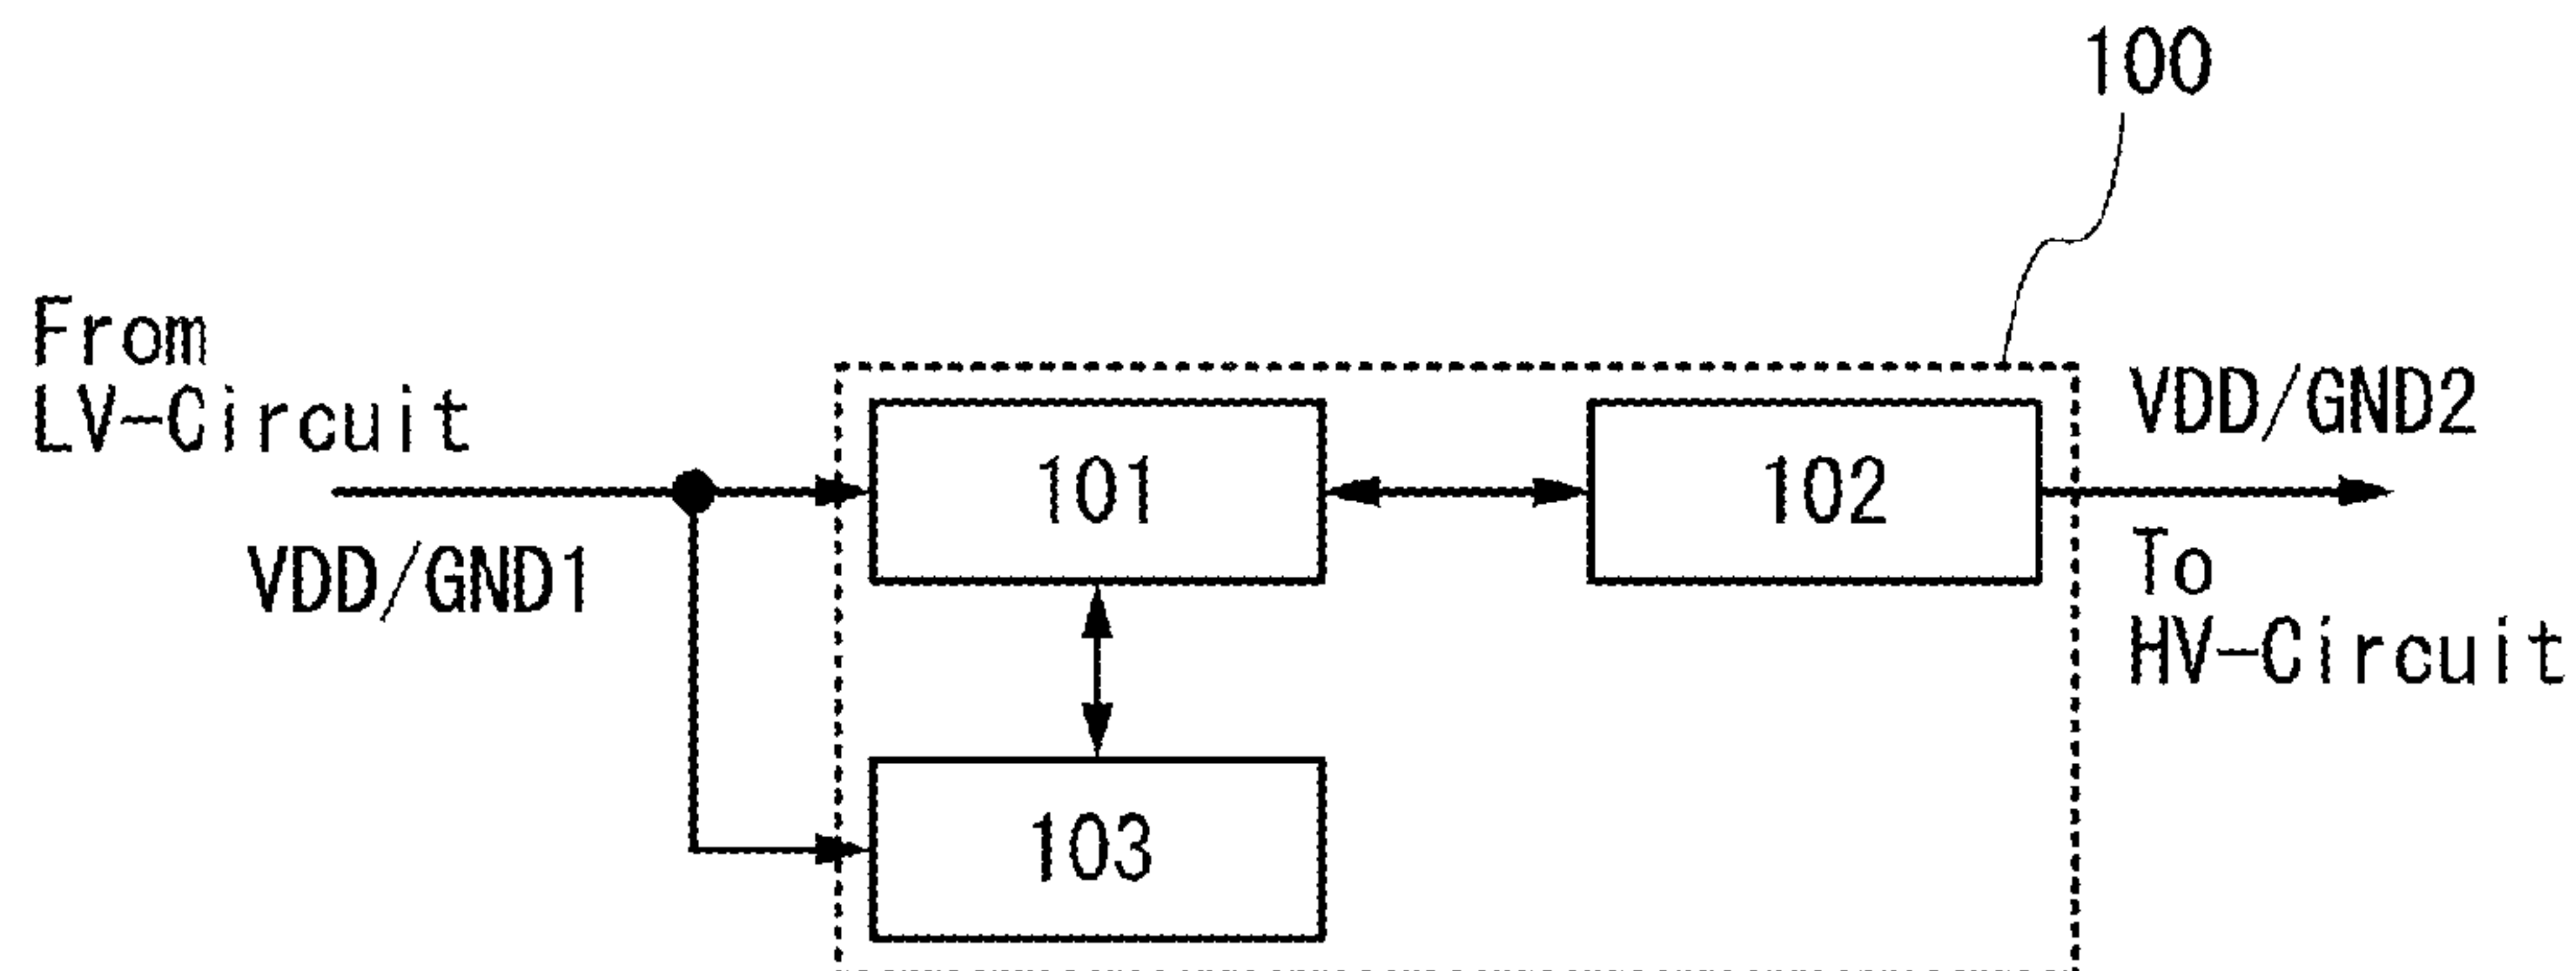 100
From
LV-Circuit
VDD/GND1
101
102
103
VDD/GND2
To
HV-Circuit